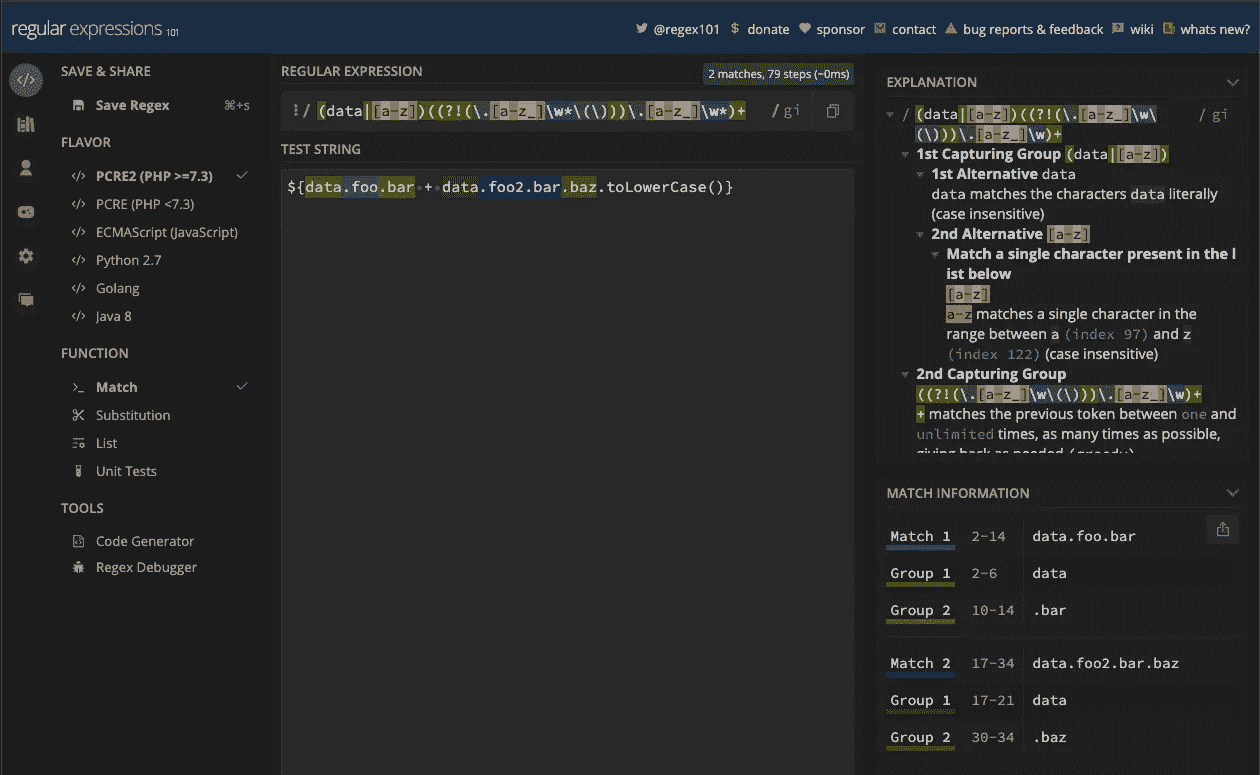 regular expressions 101
@regex101 $ donate sponsor contact bug reports & feedback wiki whats new?
SAVE & SHARE
Save Regex ⌘+s
FLAVOR
</> PCRE2 (PHP >=7.3)
</> PCRE (PHP <7.3)
</> ECMAScript (JavaScript)
</> Python 2.7
</> Golang
</> Java 8
FUNCTION
>_ Match
Substitution
List
Unit Tests
TOOLS
Code Generator
Regex Debugger
REGULAR EXPRESSION
2 matches, 79 steps (~0ms)
/ (data|[a-z])((?!(\.[a-z_]\w*\(\)))\.[a-z_]\w*)+ / gi
TEST STRING
${data.foo.bar + data.foo2.bar.baz.toLowerCase()}
EXPLANATION
/ (data|[a-z])((?!(\.[a-z_]\w\ / gi
(\)))\.[a-z_]\w)+
1st Capturing Group (data|[a-z])
1st Alternative data
data matches the characters data literally
(case insensitive)
2nd Alternative [a-z]
Match a single character present in the l
ist below
[a-z]
a-z matches a single character in the
range between a (index 97) and z
(index 122) (case insensitive)
2nd Capturing Group
((?!(\.[a-z_]\w\(\)))\.[a-z_]\w)+
+ matches the previous token between one and
unlimited times, as many times as possible,
giving back as needed (greedy)
MATCH INFORMATION
Match 1 2-14 data.foo.bar
Group 1 2-6 data
Group 2 10-14 .bar
Match 2 17-34 data.foo2.bar.baz
Group 1 17-21 data
Group 2 30-34 .baz